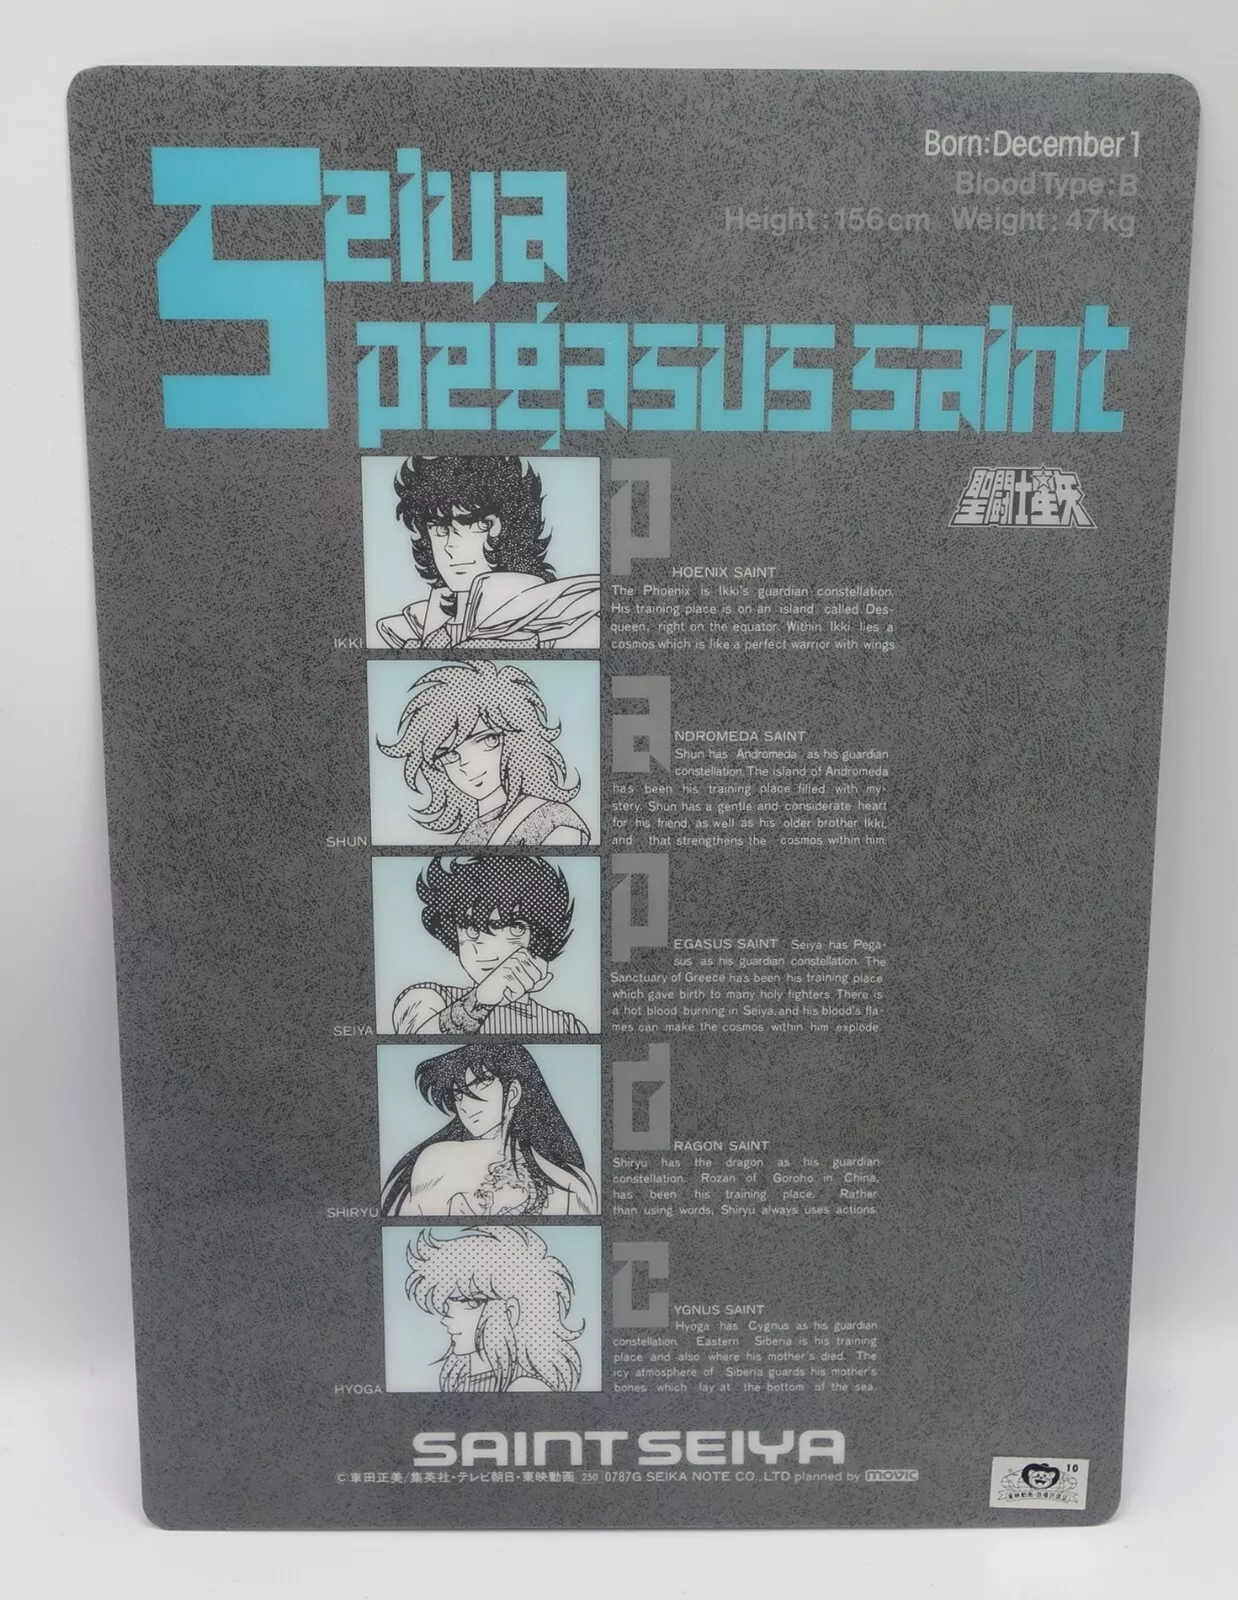 Born:December 1
Blood Type:B
Height:156cm Weight:47kg
Seiya
pegasus saint
聖闘士星矢
IKKI
pHOENIX SAINT
The Phoenix is Ikki's guardian constellation.
His training place is on an island called Des-
queen, right on the equator. Within Ikki lies a
cosmos which is like a perfect warrior with wings
SHUN
aNDROMEDA SAINT
Shun has Andromeda as his guardian
constellation. The island of Andromeda
has been his training place filled with my-
stery. Shun has a gentle and considerate heart
for his friend, as well as his older brother Ikki,
and that strengthens the cosmos within him.
SEIYA
pEGASUS SAINT Seiya has Pega-
sus as his guardian constellation. The
Sanctuary of Greece has been his training place
which gave birth to many holy fighters. There is
a hot blood burning in Seiya, and his blood's fla-
mes can make the cosmos within him explode.
SHIRYU
dRAGON SAINT
Shiryu has the dragon as his guardian
constellation. Rozan of Goroho in China,
has been his training place. Rather
than using words, Shiryu always uses actions.
HYOGA
cYGNUS SAINT
Hyoga has Cygnus as his guardian
constellation. Eastern Siberia is his training
place and also where his mother's died. The
icy atmosphere of Siberia guards his mother's
bones which lay at the bottom of the sea.
SAINT SEIYA
© 車田正美/集英社・テレビ朝日・東映動画 250 0787G SEIKA NOTE CO.,LTD planned by movic
10